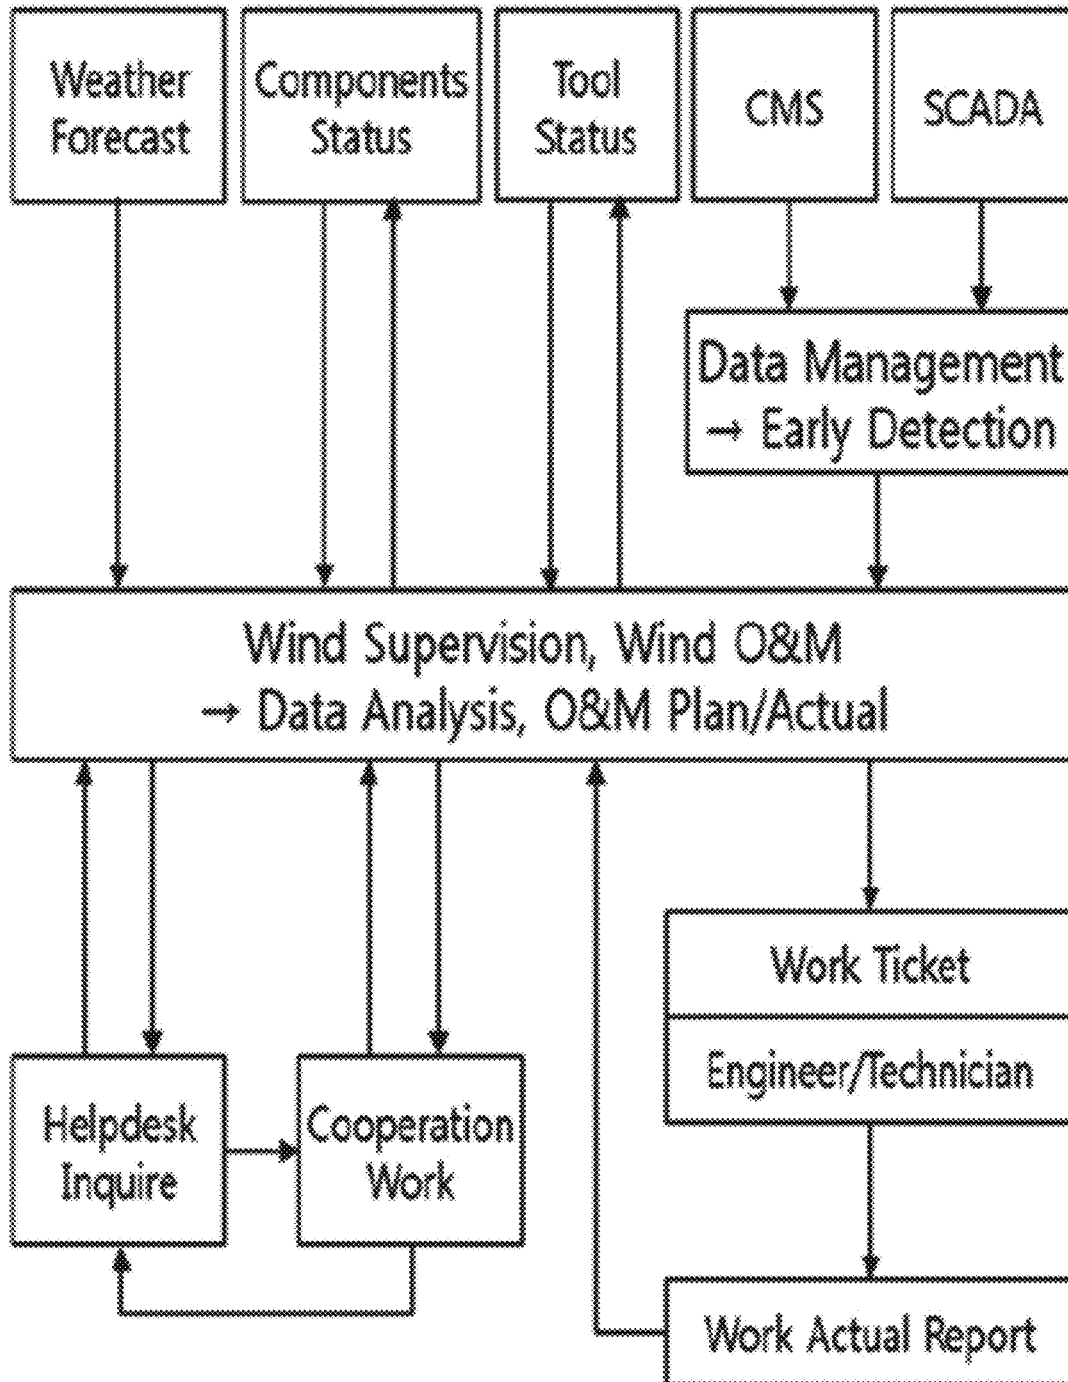 Weather
Forecast
Components
Status
Tool
Status
CMS
SCADA
Data Management
→ Early Detection
Wind Supervision, Wind O&M
→ Data Analysis, O&M Plan/Actual
Work Ticket
Engineer/Technician
Helpdesk
Inquire
Cooperation
Work
Work Actual Report